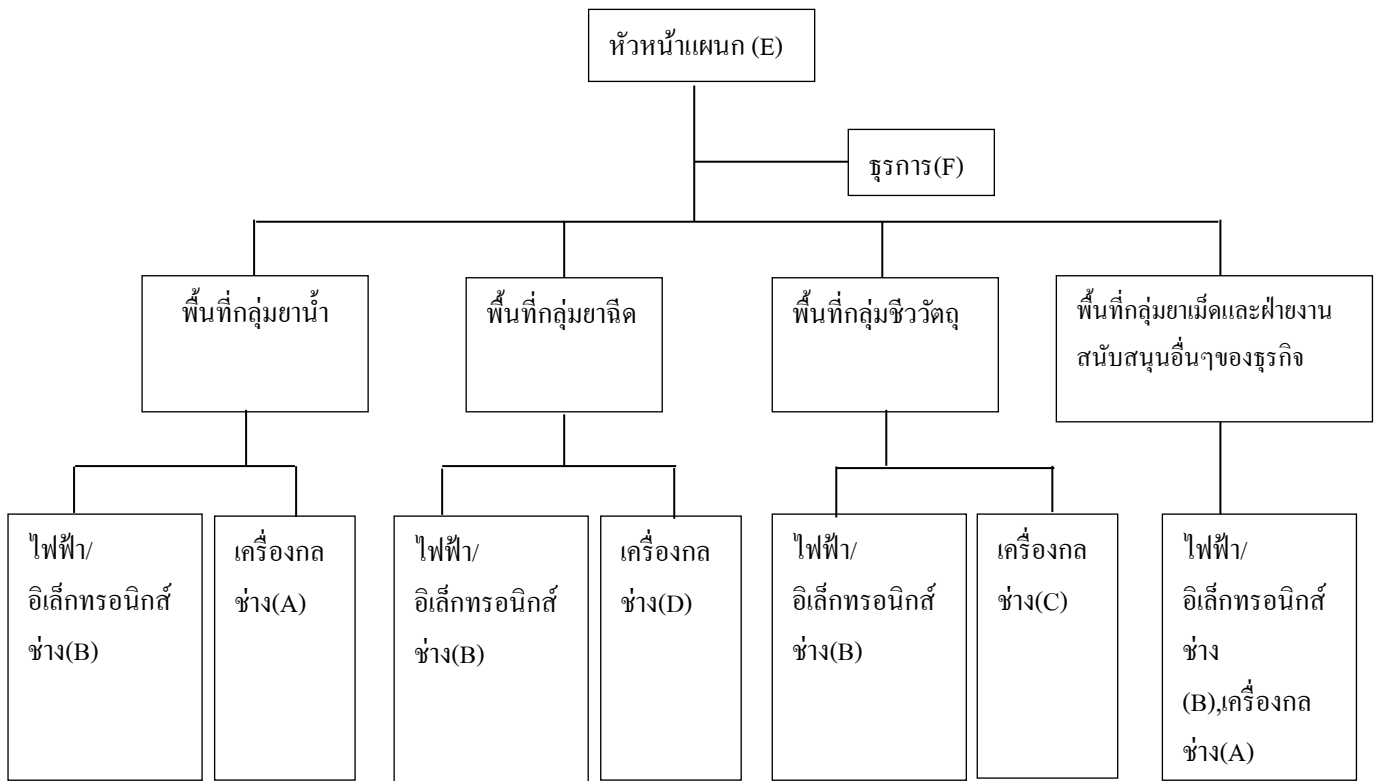 หัวหน้าแผนก (E)
ธุรการ(F)
พื้นที่กลุ่มยาน้ำ
พื้นที่กลุ่มยาฉีด
พื้นที่กลุ่มชีววัตถุ
พื้นที่กลุ่มยาเม็ดและฝ่ายงาน
สนับสนุนอื่นๆของธุรกิจ
ไฟฟ้า/
อิเล็กทรอนิกส์
ช่าง(B)
เครื่องกล
ช่าง(A)
ไฟฟ้า/
อิเล็กทรอนิกส์
ช่าง(B)
เครื่องกล
ช่าง(D)
ไฟฟ้า/
อิเล็กทรอนิกส์
ช่าง(B)
เครื่องกล
ช่าง(C)
ไฟฟ้า/
อิเล็กทรอนิกส์
ช่าง
(B),เครื่องกล
ช่าง(A)